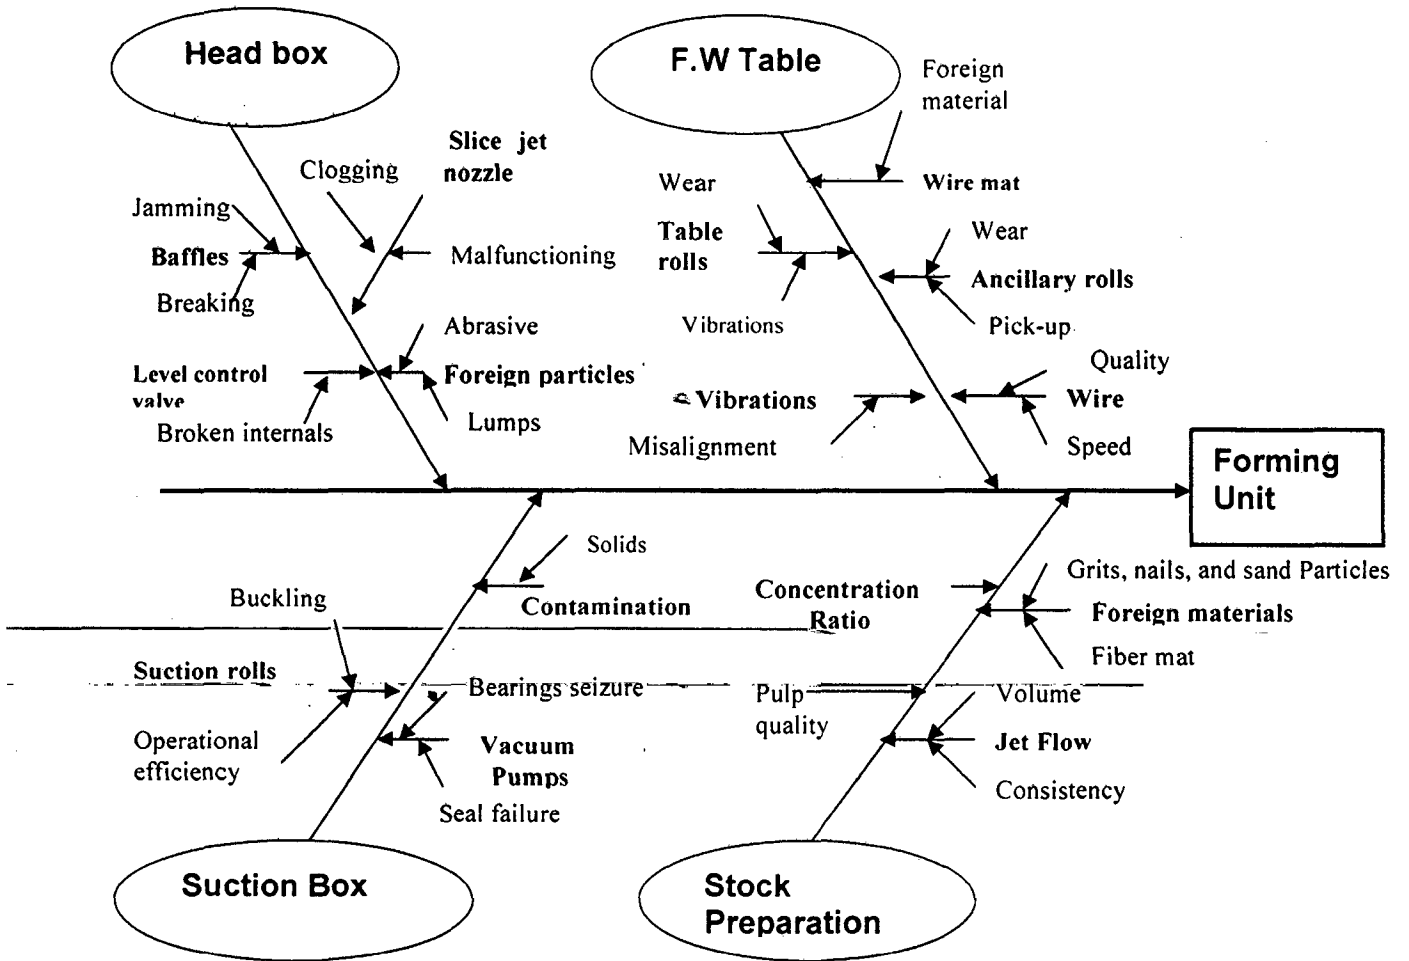 Head box
F.W Table
Foreign
material
Slice jet
nozzle
Clogging
Wear
Wire mat
Jamming
Table
rolls
Wear
Baffles
Malfunctioning
Ancillary rolls
Breaking
Abrasive
Vibrations
Pick-up
Level control
valve
Foreign particles
Quality
Vibrations
Wire
Broken internals
Lumps
Misalignment
Speed
Forming
Unit
Solids
Grits, nails, and sand Particles
Buckling
Contamination
Concentration
Ratio
Foreign materials
Suction rolls
Fiber mat
Bearings seizure
Pulp
quality
Volume
Operational
efficiency
Vacuum
Pumps
Jet Flow
Seal failure
Consistency
Suction Box
Stock
Preparation